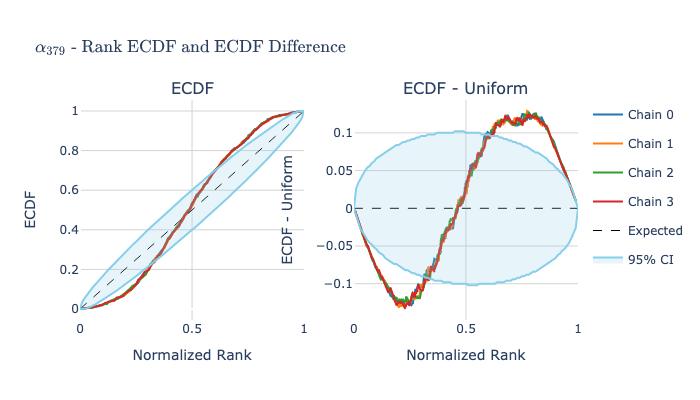 α₃₇₉ - Rank ECDF and ECDF Difference
ECDF
ECDF - Uniform
1
0.8
0.6
0.4
0.2
0
ECDF
0
0.5
1
Normalized Rank
0.1
0.05
0
−0.05
−0.1
ECDF - Uniform
0
0.5
1
Normalized Rank
Chain 0
Chain 1
Chain 2
Chain 3
Expected
95% CI